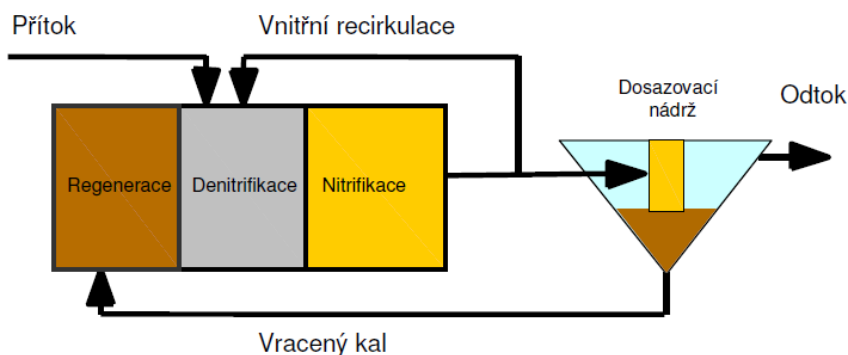 Přítok
Vnitřní recirkulace
Dosazovací
nádrž
Odtok
Regenerace
Denitrifikace
Nitrifikace
Vracený kal